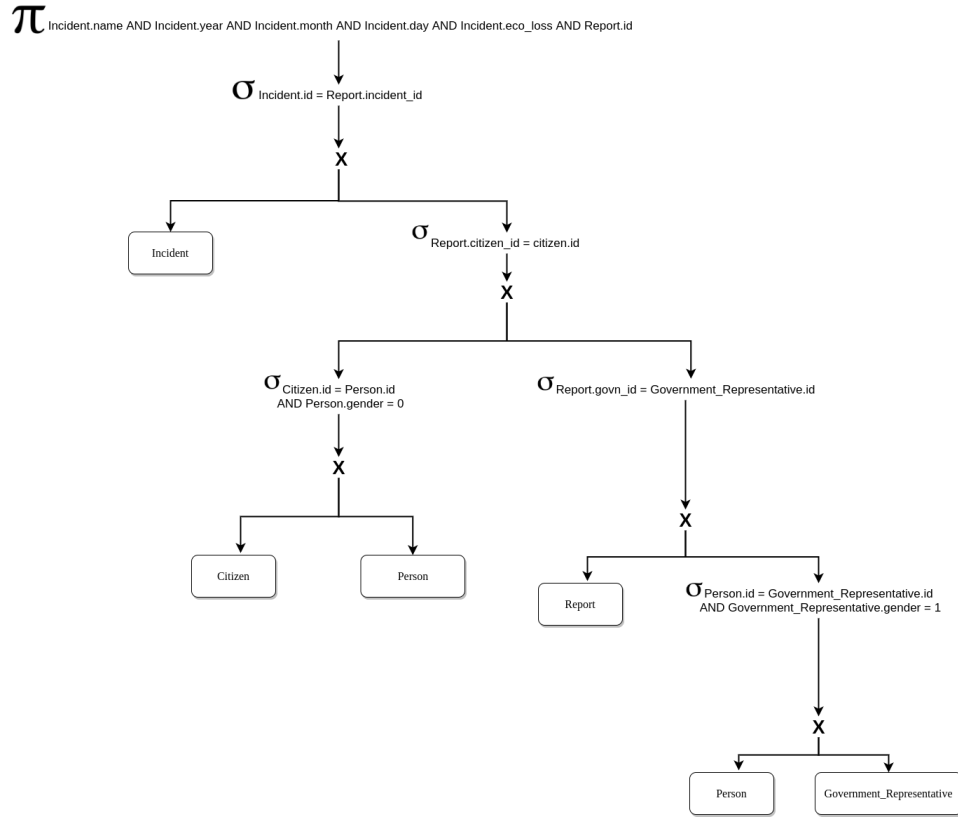 π Incident.name AND Incident.year AND Incident.month AND Incident.day AND Incident.eco_loss AND Report.id
σ Incident.id = Report.incident_id
X
Incident
σ Report.citizen_id = citizen.id
X
σ Citizen.id = Person.id
AND Person.gender = 0
σ Report.govn_id = Government_Representative.id
X
X
Citizen
Person
Report
σ Person.id = Government_Representative.id
AND Government_Representative.gender = 1
X
Person
Government_Representative